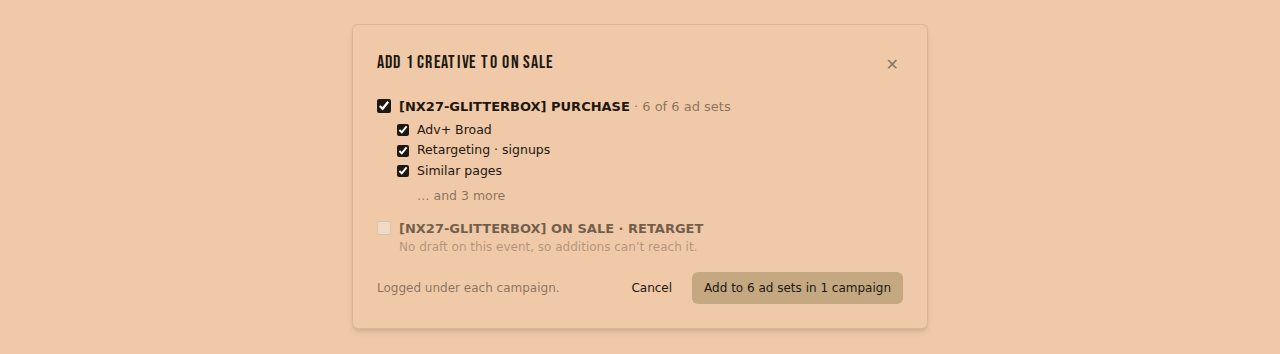 ADD 1 CREATIVE TO ON SALE
×
[NX27-GLITTERBOX] PURCHASE · 6 of 6 ad sets
Adv+ Broad
Retargeting · signups
Similar pages
... and 3 more
[NX27-GLITTERBOX] ON SALE · RETARGET
No draft on this event, so additions can't reach it.
Logged under each campaign.
Cancel
Add to 6 ad sets in 1 campaign